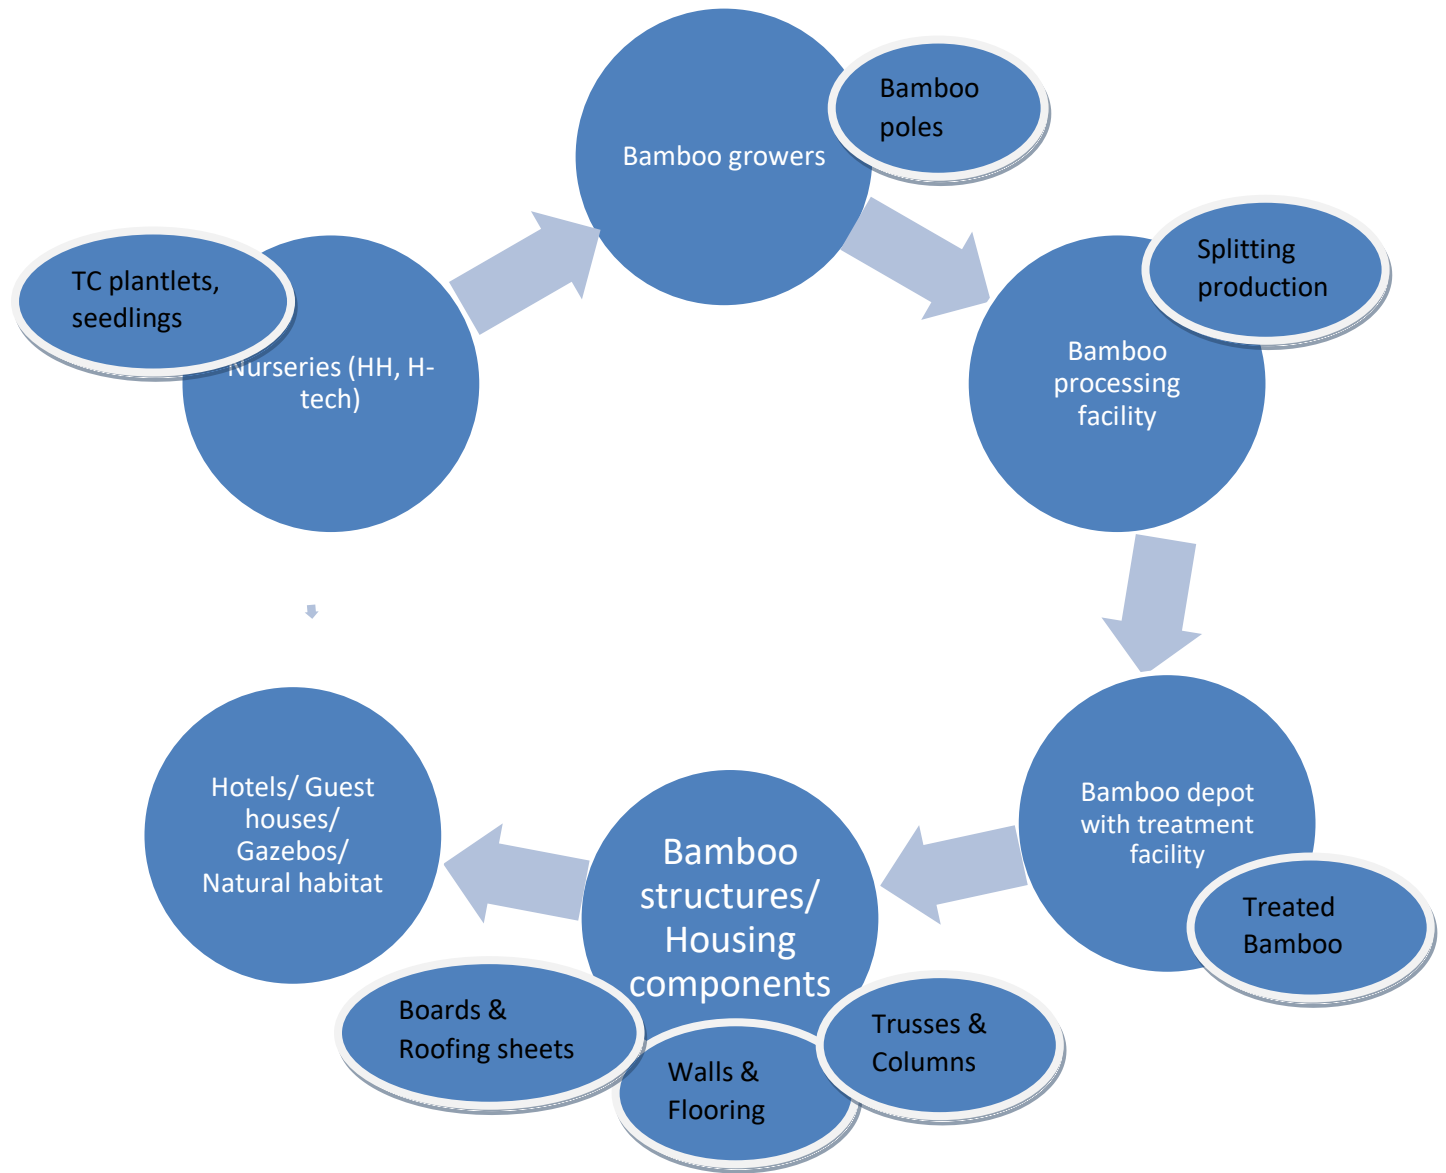 Bamboo growers
Bamboo
poles
Splitting
production
Bamboo
processing
facility
Bamboo depot
with treatment
facility
Treated
Bamboo
Bamboo
structures/
Housing
components
Trusses &
Columns
Walls &
Flooring
Boards &
Roofing sheets
Hotels/ Guest
houses/
Gazebos/
Natural habitat
TC plantlets,
seedlings
Nurseries (HH, H-
tech)